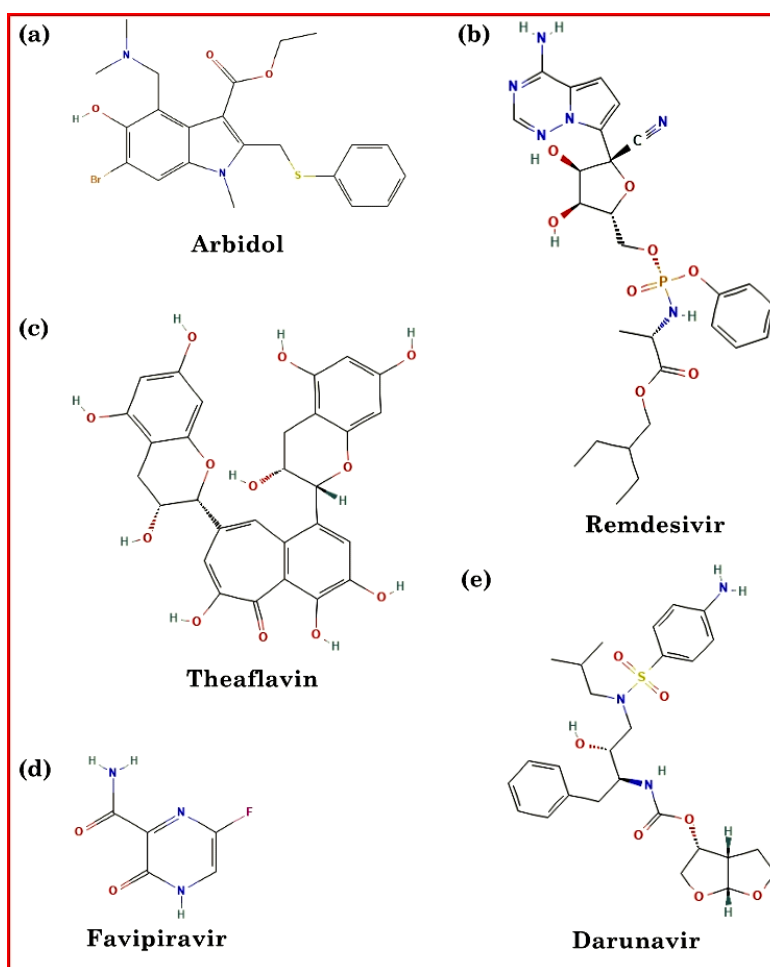 (a)
Arbidol
(b)
Remdesivir
(c)
Theaflavin
(d)
Favipiravir
(e)
Darunavir